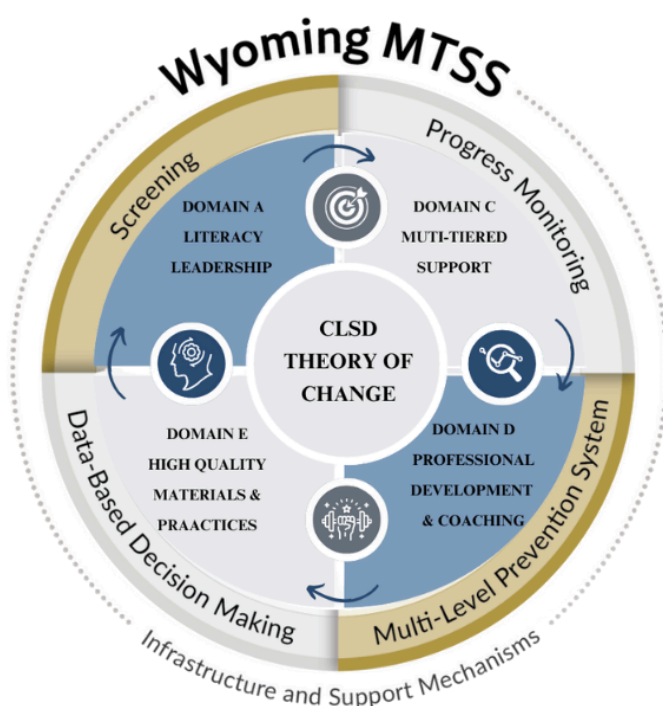 Wyoming MTSS
Screening
Progress Monitoring
DOMAIN A
LITERACY
LEADERSHIP
DOMAIN C
MUTI-TIERED
SUPPORT
CLSD
THEORY OF
CHANGE
DOMAIN E
HIGH QUALITY
MATERIALS &
PRAACTICES
DOMAIN D
PROFESSIONAL
DEVELOPMENT
& COACHING
Data-Based Decision Making
Multi-Level Prevention System
Infrastructure and Support Mechanisms